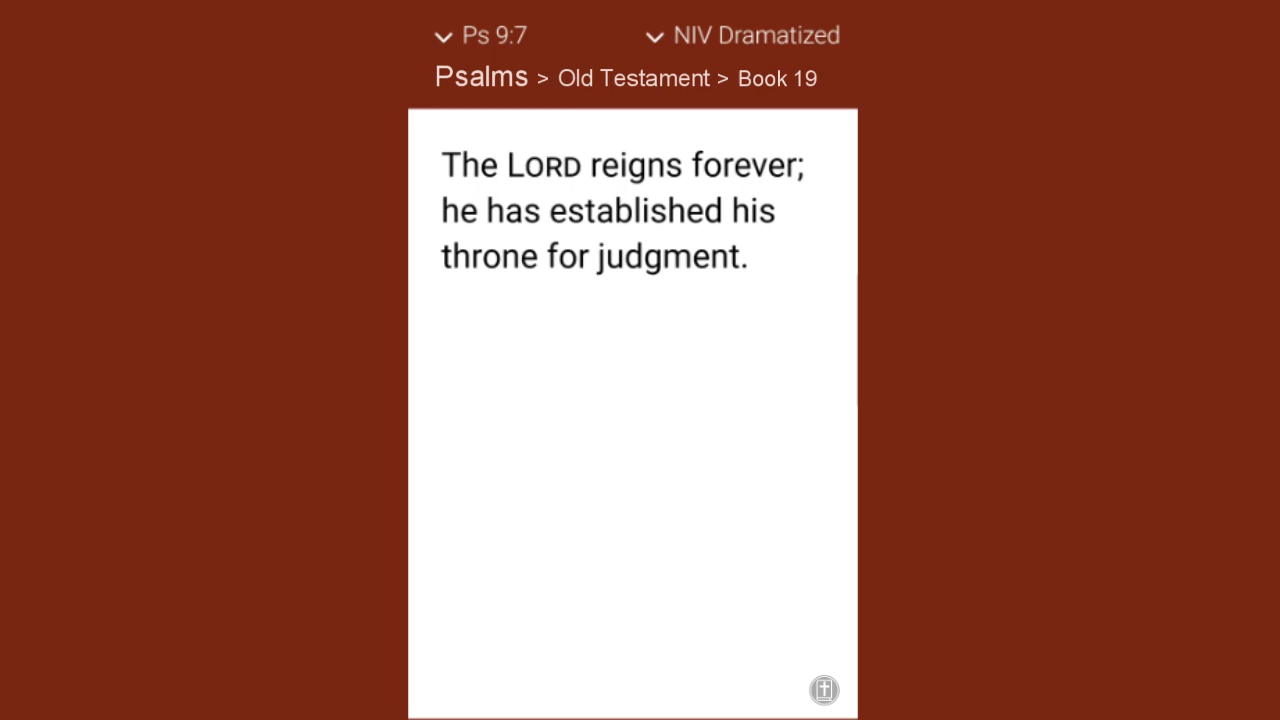 Ps 9:7 NIV Dramatized
Psalms > Old Testament > Book 19
The LORD reigns forever;
he has established his
throne for judgment.